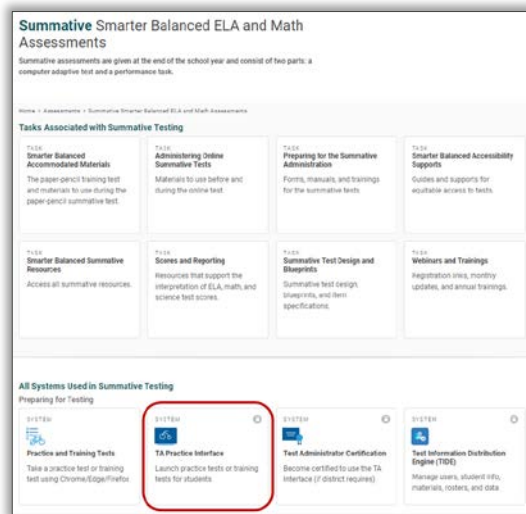 Summative Smarter Balanced ELA and Math
Assessments
Summative assessments are given at the end of the school year and consist of two parts: a
computer adaptive test and a performance task.
Home > Assessments > Summative Smarter Balanced ELA and Math Assessments
Tasks Associated with Summative Testing
TASK
Smarter Balanced
Accommodated Materials
The paper-pencil training test
and materials to use during the
paper-pencil summative test.
TASK
Administering Online
Summative Tests
Materials to use before and
during the online test.
TASK
Preparing for the Summative
Administration
Forms, manuals, and trainings
for the summative tests
TASK
Smarter Balanced Accessibility
Supports
Guides and supports for
equitable access to tests.
TASK
Smarter Balanced Summative
Resources
Access all summative resources.
TASK
Scores and Reporting
Resources that support the
interpretation of ELA, math, and
science test scores.
TASK
Summative Test Design and
Blueprints
Summative test design,
blueprints, and item
specifications.
TASK
Webinars and Trainings
Registration links, monthly
updates, and annual trainings.
All Systems Used in Summative Testing
Preparing for Testing
SYSTEM
Practice and Training Tests
Take a practice test or training
test using Chrome/Edge/Firefox
SYSTEM
TA Practice Interface
Launch practice tests or training
tests for students
SYSTEM
Test Administrator Certification
Become certified to use the TA
Interface (if district requires)
SYSTEM
Test Information Distribution
Engine (TIDE)
Manage users, student info,
materials, rosters, and data